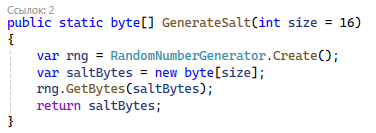 Ссылок: 2
public static byte[] GenerateSalt(int size = 16)
{
    var rng = RandomNumberGenerator.Create();
    var saltBytes = new byte[size];
    rng.GetBytes(saltBytes);
    return saltBytes;
}